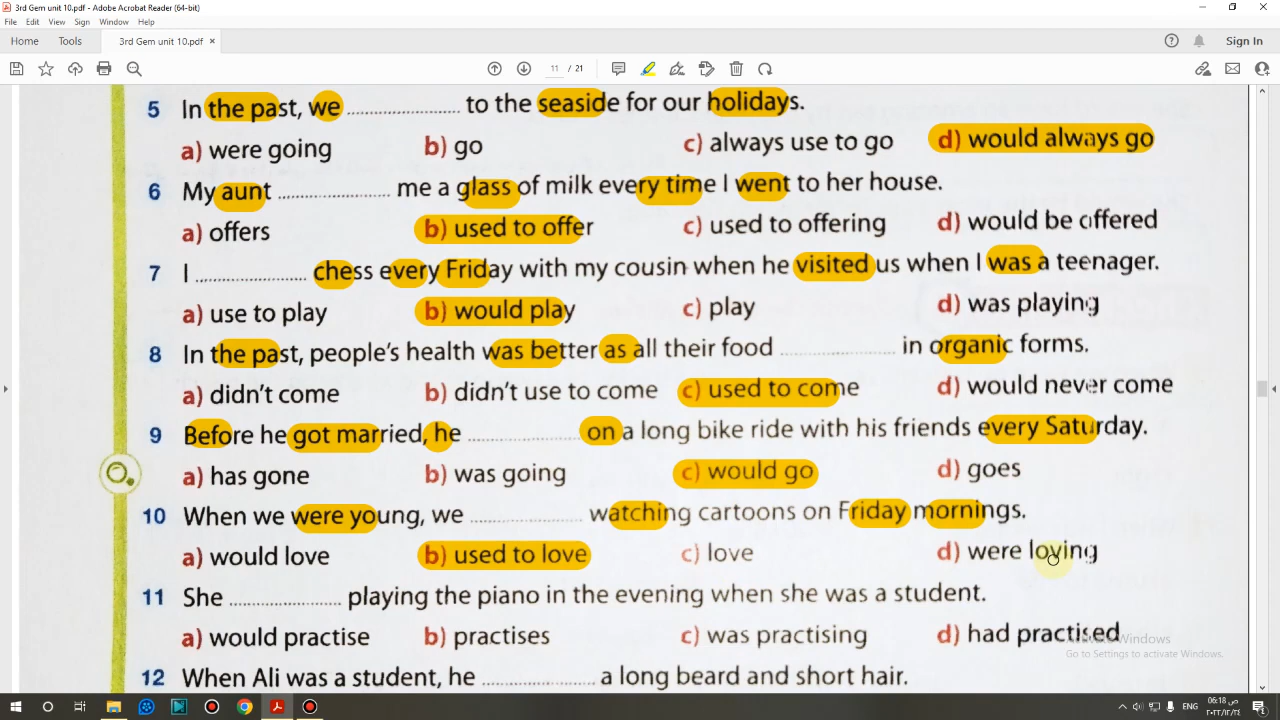 3rd Gem unit 10.pdf - Adobe Acrobat Reader (64-bit)
File Edit View Sign Window Help
Home Tools 3rd Gem unit 10.pdf × Sign In
11 / 21
5 In the past, we .................. to the seaside for our holidays.
a) were going b) go c) always use to go d) would always go
6 My aunt .................. me a glass of milk every time I went to her house.
a) offers b) used to offer c) used to offering d) would be offered
7 I .................. chess every Friday with my cousin when he visited us when I was a teenager.
a) use to play b) would play c) play d) was playing
8 In the past, people's health was better as all their food .................. in organic forms.
a) didn't come b) didn't use to come c) used to come d) would never come
9 Before he got married, he .................. on a long bike ride with his friends every Saturday.
a) has gone b) was going c) would go d) goes
10 When we were young, we .................. watching cartoons on Friday mornings.
a) would love b) used to love c) love d) were loving
11 She .................. playing the piano in the evening when she was a student.
a) would practise b) practises c) was practising d) had practised
Activate Windows
Go to Settings to activate Windows.
12 When Ali was a student, he .................. a long beard and short hair.
ENG 06:18 ص